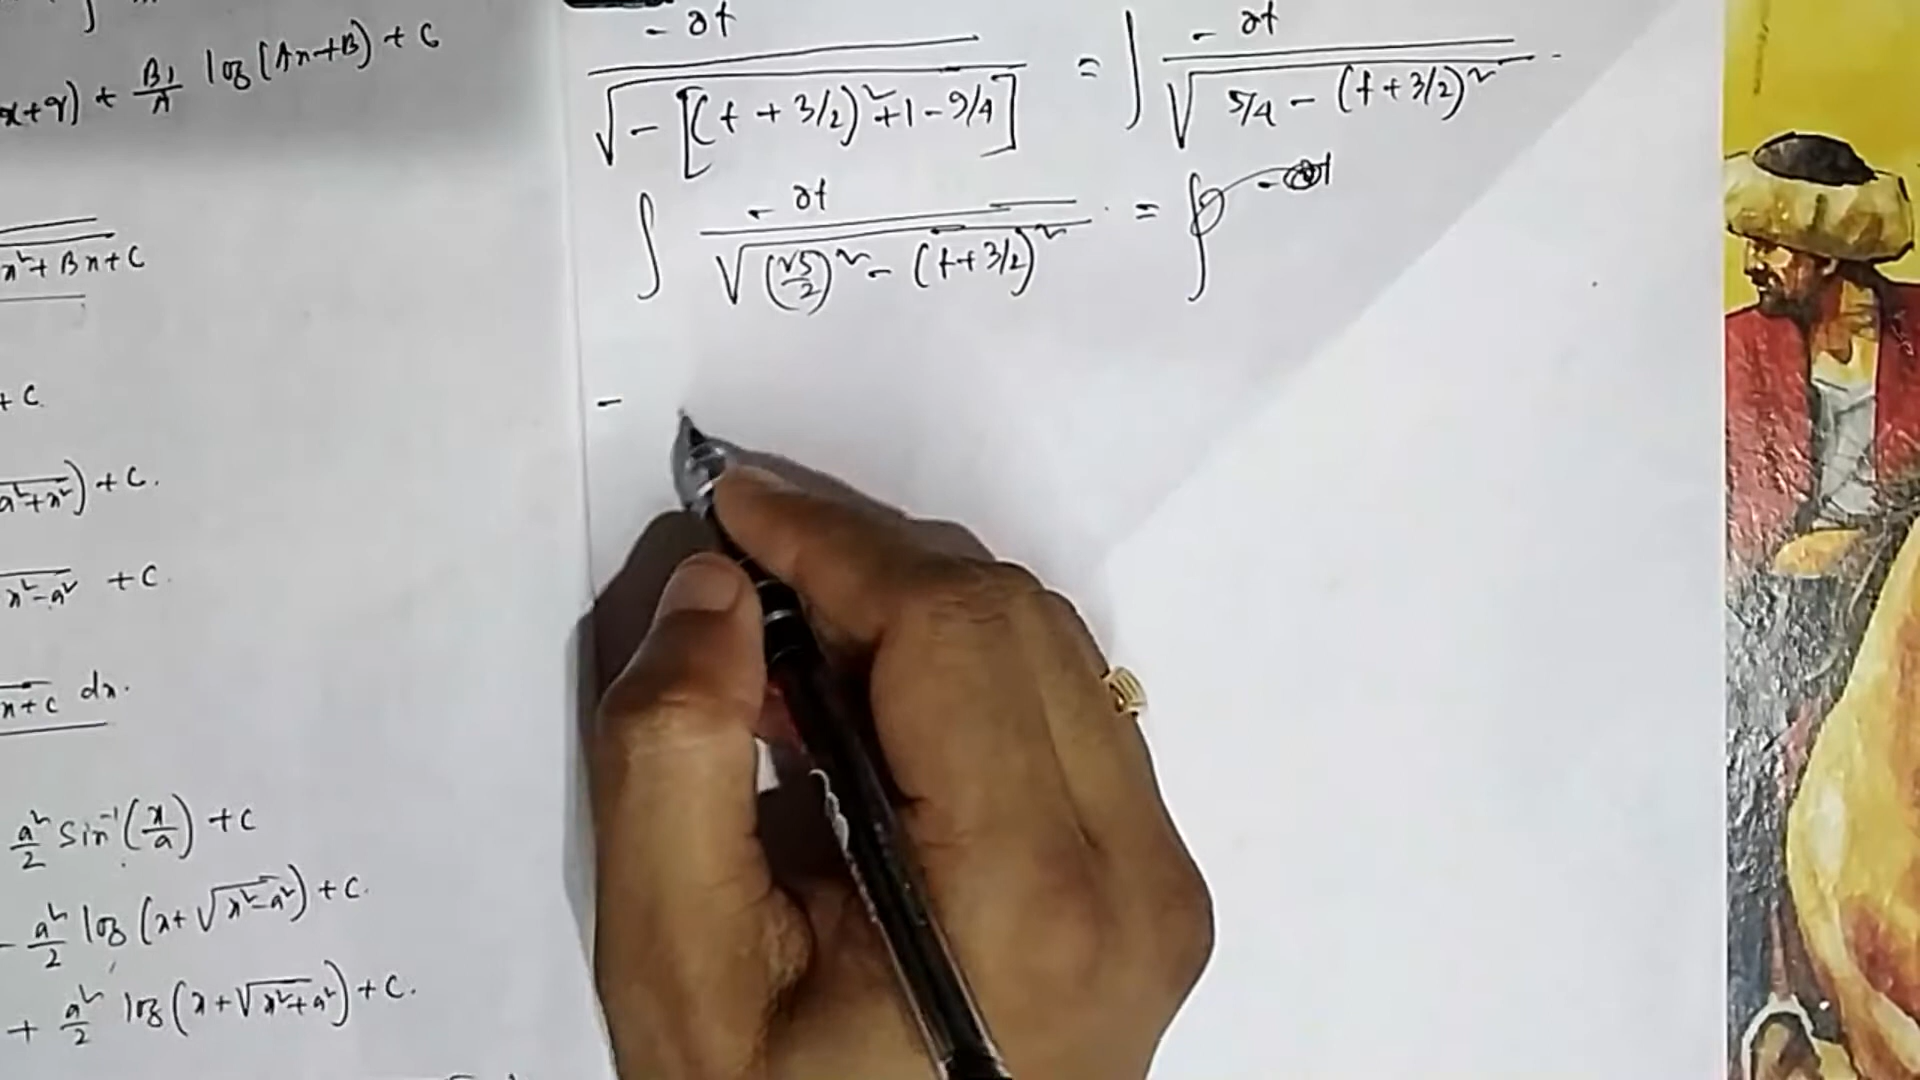 x+9) + B1/A log(Ax+B) + C
x²+Bx+C
+ C
a²+x²) + C.
x²-a² + C.
x+C dx.
a²/2 Sin⁻¹(x/a) + C
- a²/2 log(x+√(x²-a²)) + C.
+ a²/2 log(x+√(x²+a²)) + C.
-dt / √(-[(t+3/2)²+1-9/4]) = ∫ -dt / √(5/4-(t+3/2)²)
∫ -dt / √((√5/2)²-(t+3/2)²) = ∫
-